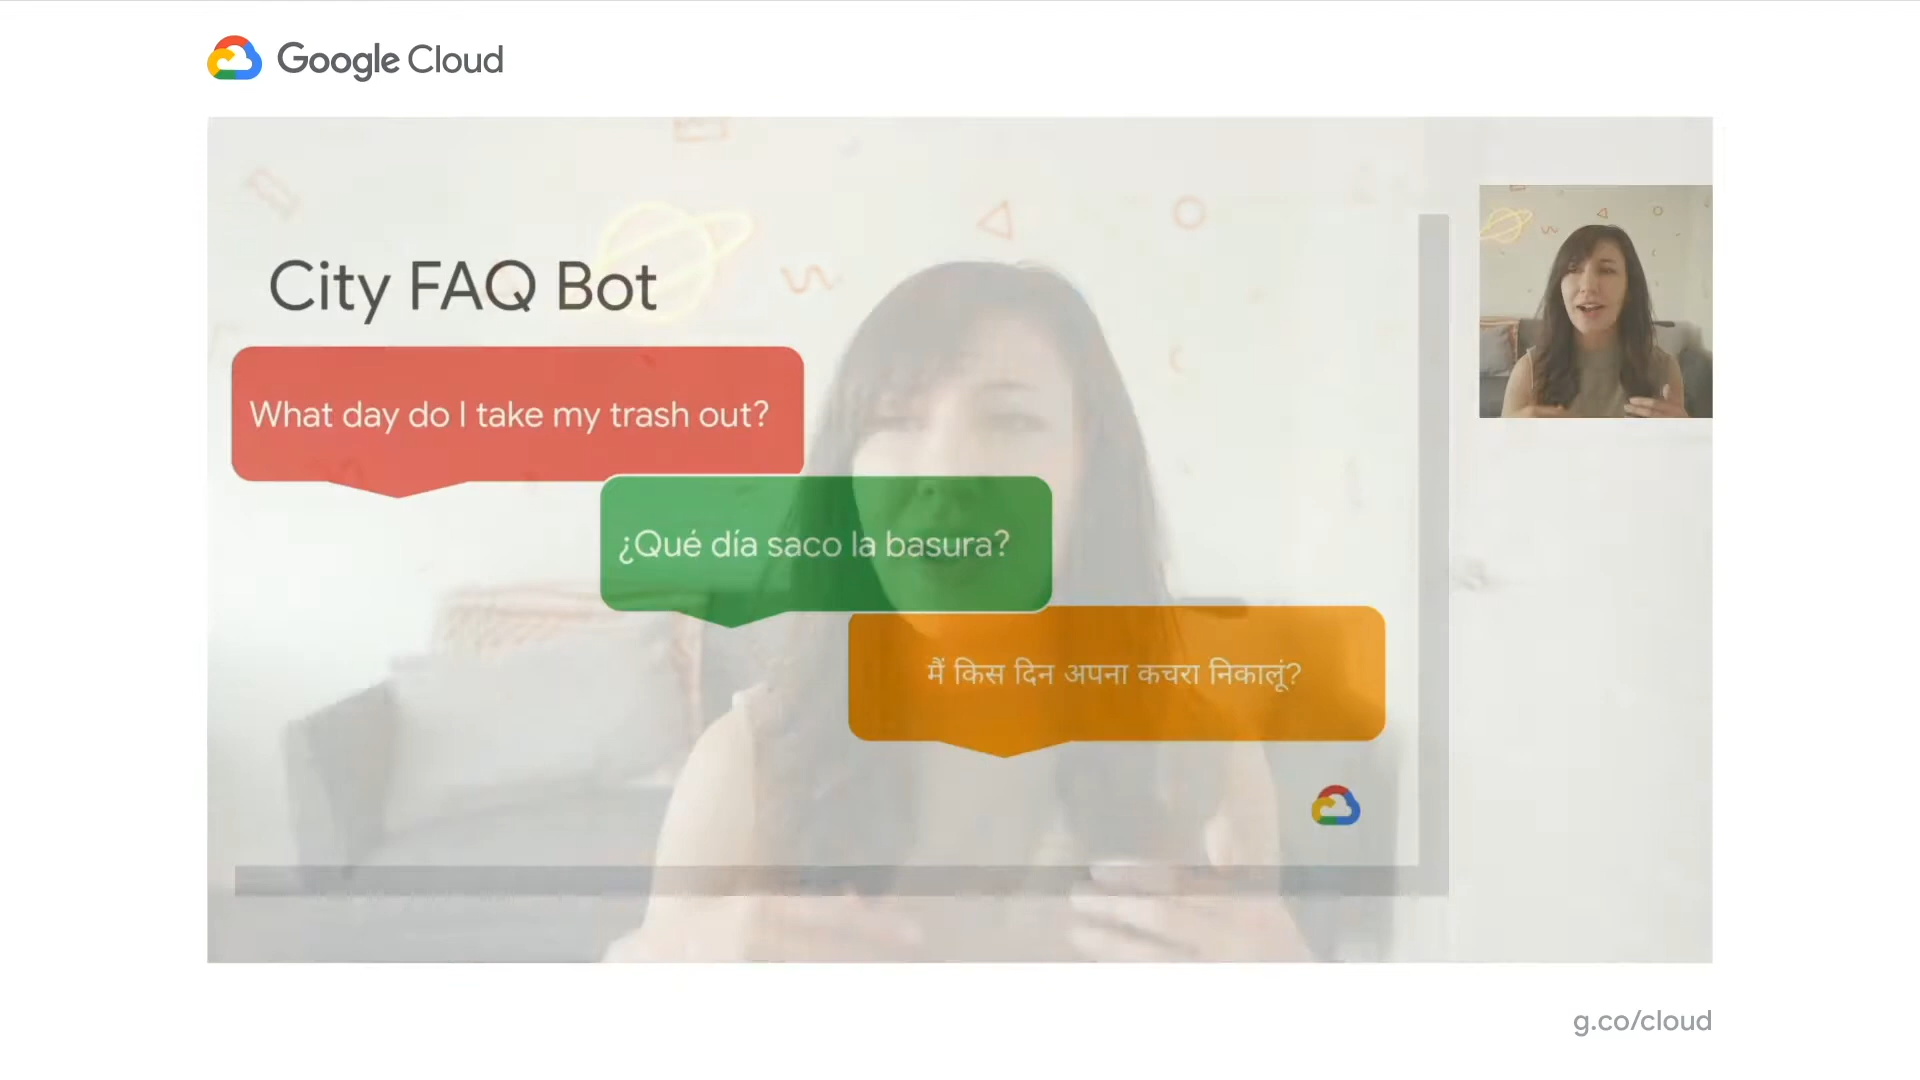 Google Cloud
City FAQ Bot
What day do I take my trash out?
¿Qué día saco la basura?
मैं किस दिन अपना कचरा निकालूं?
g.co/cloud